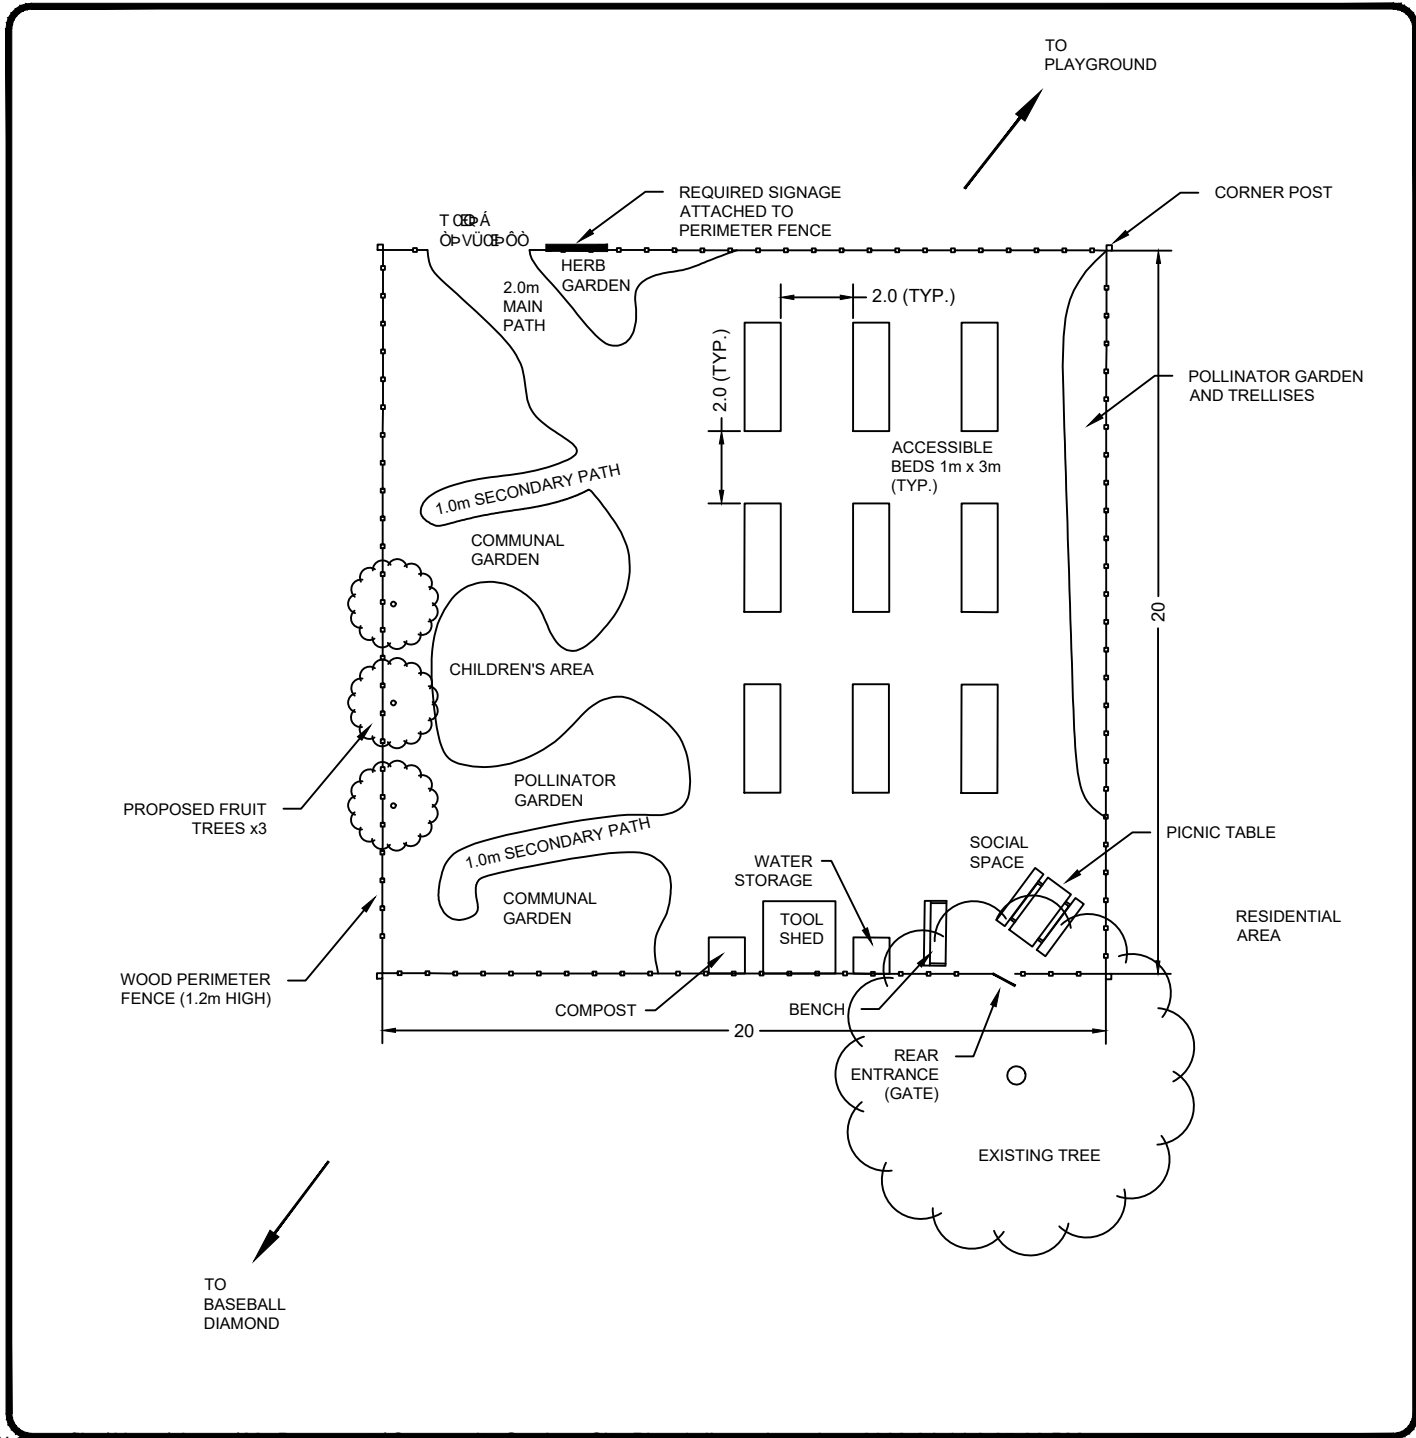 TO
PLAYGROUND
REQUIRED SIGNAGE
ATTACHED TO
PERIMETER FENCE
CORNER POST
HERB
GARDEN
2.0m
MAIN
PATH
2.0 (TYP.)
2.0 (TYP.)
POLLINATOR GARDEN
AND TRELLISES
ACCESSIBLE
BEDS 1m x 3m
(TYP.)
1.0m SECONDARY PATH
COMMUNAL
GARDEN
20
CHILDREN'S AREA
POLLINATOR
GARDEN
PROPOSED FRUIT
TREES x3
1.0m SECONDARY PATH
PICNIC TABLE
SOCIAL
SPACE
WATER
STORAGE
COMMUNAL
GARDEN
TOOL
SHED
RESIDENTIAL
AREA
WOOD PERIMETER
FENCE (1.2m HIGH)
COMPOST
BENCH
20
REAR
ENTRANCE
(GATE)
EXISTING TREE
TO
BASEBALL
DIAMOND